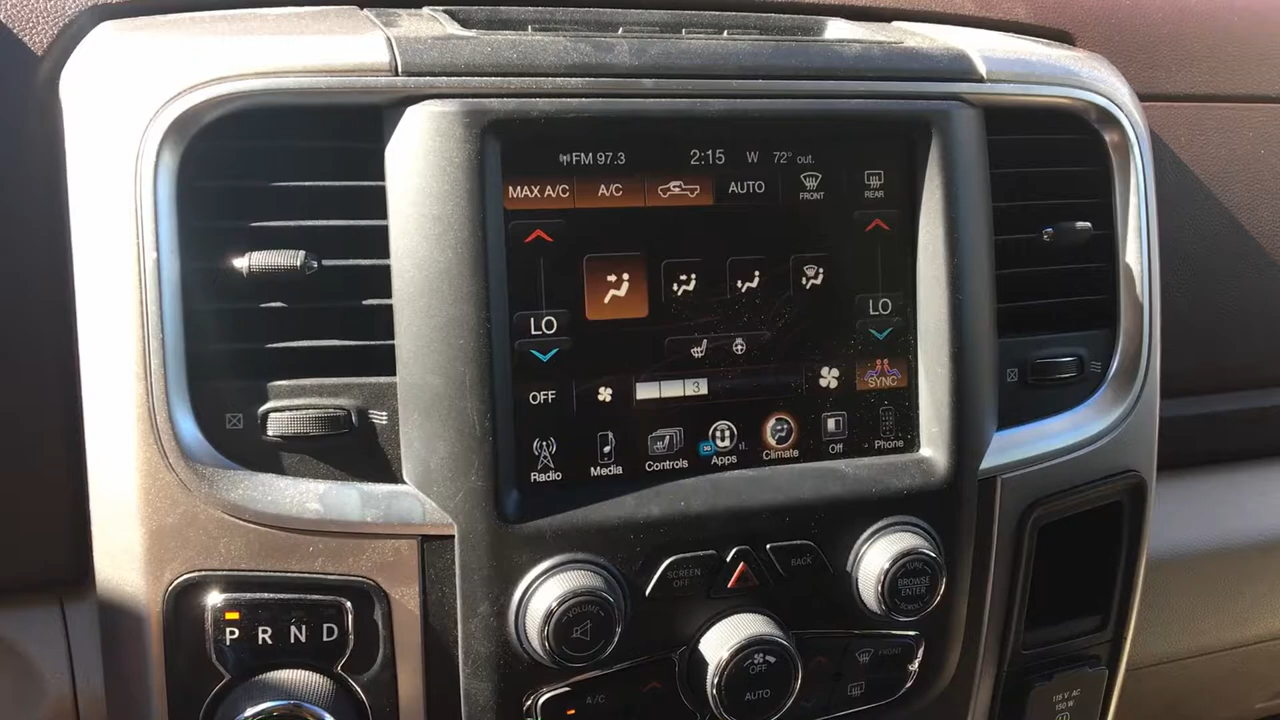 FM 97.3 2:15 W 72° out.
MAX A/C A/C AUTO FRONT REAR
LO LO
OFF 3 SYNC
Radio Media Controls 3G Apps Climate Off Phone
SCREEN OFF BACK
TUNE
BROWSE
ENTER
SCROLL
VOLUME
P R N D
OFF
AUTO
FRONT
A/C
115 V AC
150 W